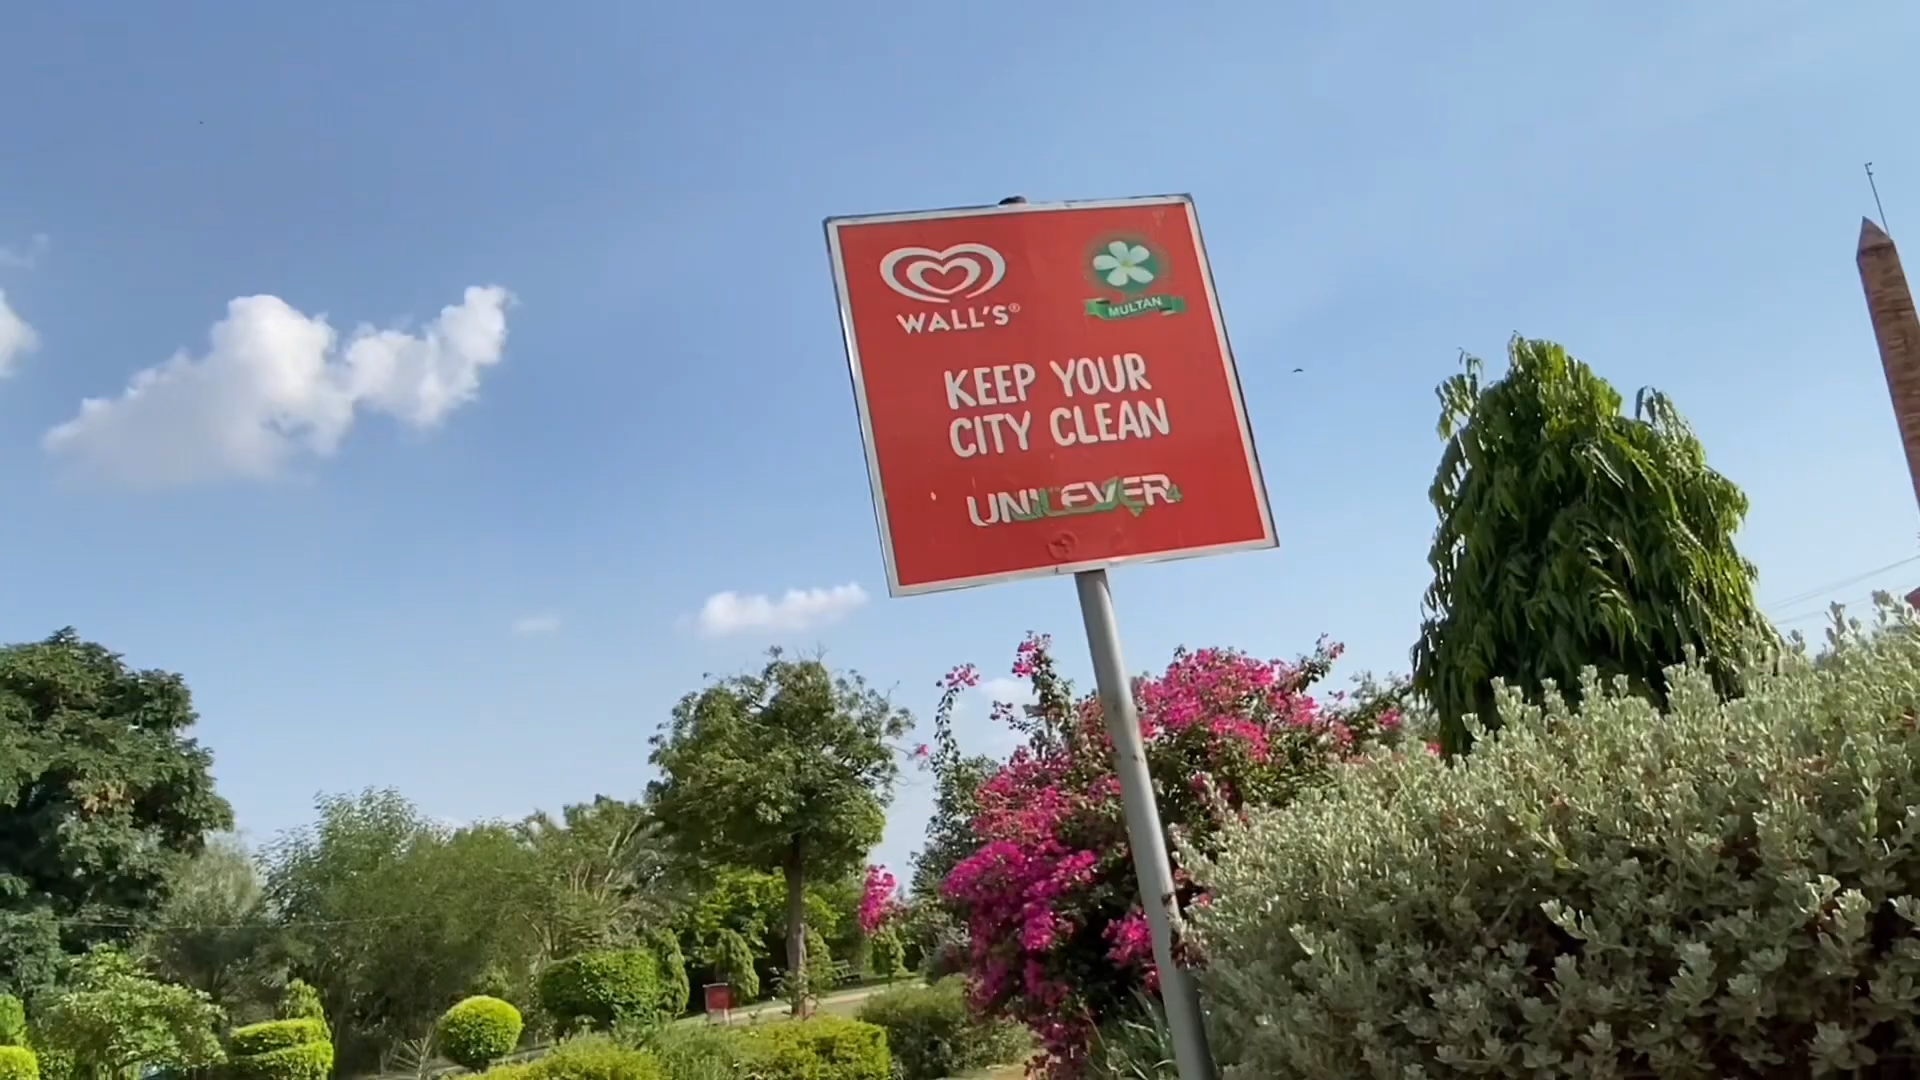 WALL'S®
MULTAN
KEEP YOUR
CITY CLEAN
UNILEVER